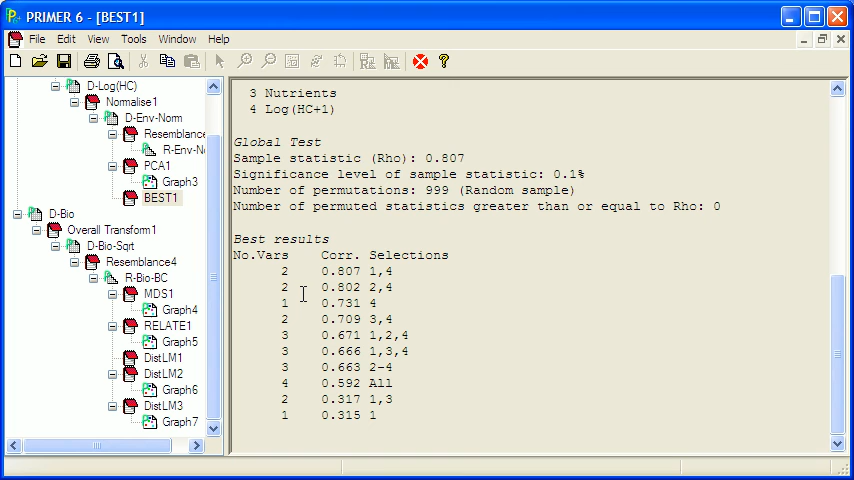 PRIMER 6 - [BEST1]
File Edit View Tools Window Help
D-Log(HC)
Normalise1
D-Env-Norm
Resemblance
R-Env-No
PCA1
Graph3
BEST1
D-Bio
Overall Transform1
D-Bio-Sqrt
Resemblance4
R-Bio-BC
MDS1
Graph4
RELATE1
Graph5
DistLM1
DistLM2
Graph6
DistLM3
Graph7
3 Nutrients
4 Log(HC+1)
Global Test
Sample statistic (Rho): 0.807
Significance level of sample statistic: 0.1%
Number of permutations: 999 (Random sample)
Number of permuted statistics greater than or equal to Rho: 0
Best results
No.Vars Corr. Selections
2 0.807 1,4
2 0.802 2,4
1 0.731 4
2 0.709 3,4
3 0.671 1,2,4
3 0.666 1,3,4
3 0.663 2-4
4 0.592 All
2 0.317 1,3
1 0.315 1